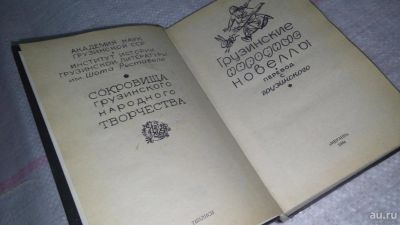 АКАДЕМИЯ НАУК
ГРУЗИНСКОЙ ССР
ИНСТИТУТ ИСТОРИИ
ГРУЗИНСКОЙ ЛИТЕРАТУРЫ
им. Шота Руставели
СОКРОВИЩА
ГРУЗИНСКОГО
НАРОДНОГО
ТВОРЧЕСТВА
ТБИЛИСИ
Грузинские
народные
новеллы
перевод с
грузинского
au.ru